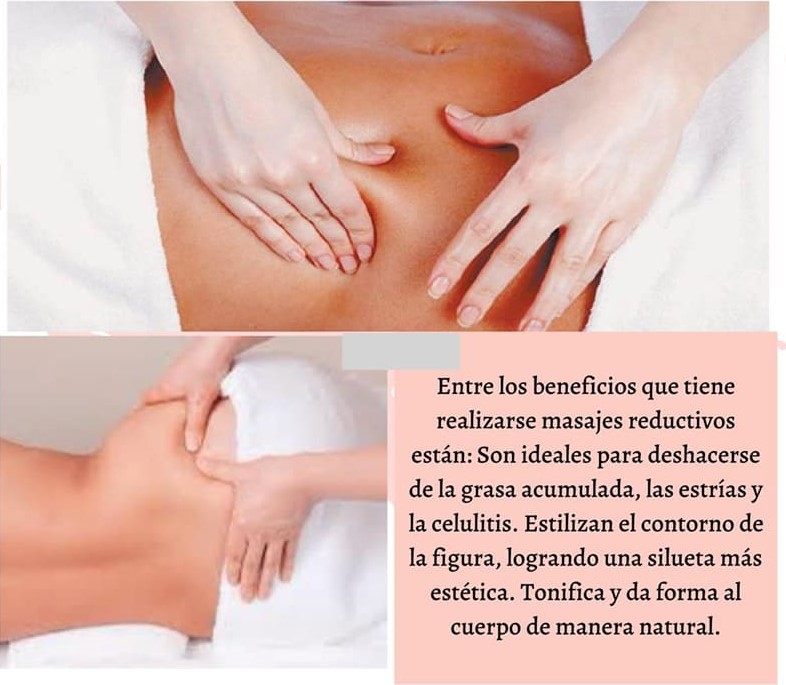 Entre los beneficios que tiene
realizarse masajes reductivos
están: Son ideales para deshacerse
de la grasa acumulada, las estrías y
la celulitis. Estilizan el contorno de
la figura, logrando una silueta más
estética. Tonifica y da forma al
cuerpo de manera natural.